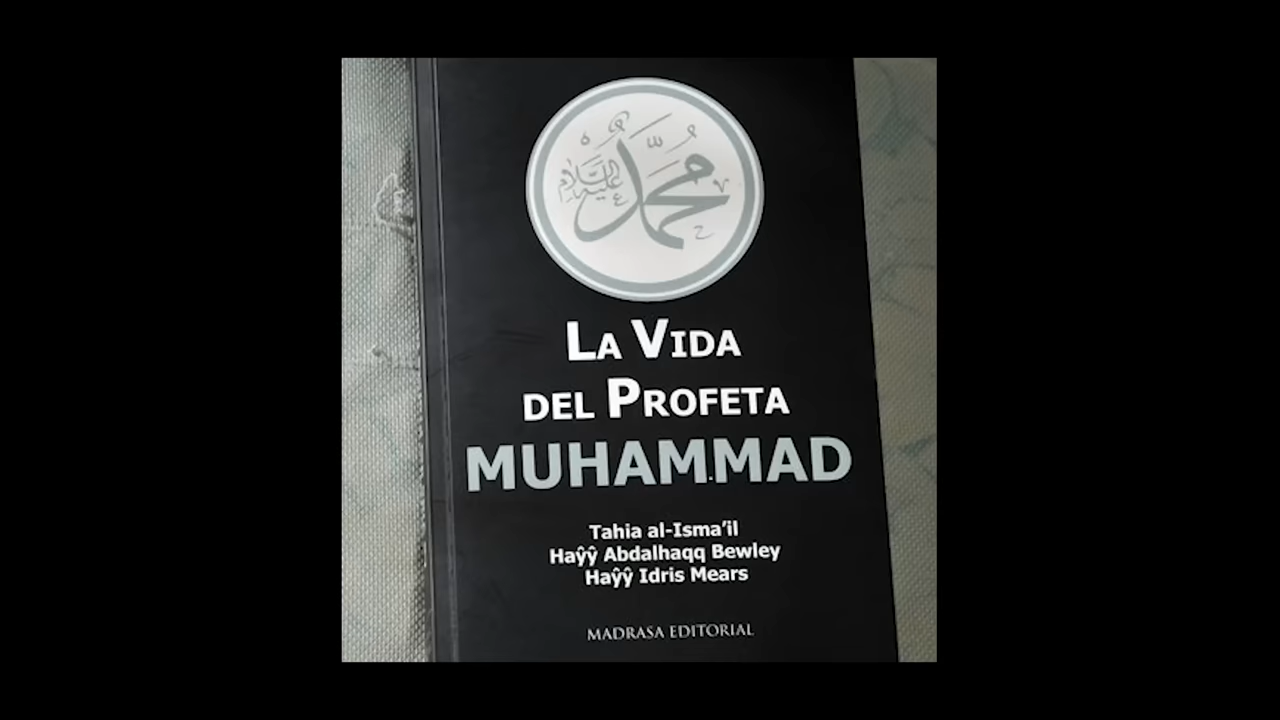 محمد
عليه السلام
La Vida
del Profeta
MUHAMMAD
Tahia al-Isma'il
Haŷŷ Abdalhaqq Bewley
Haŷŷ Idris Mears
MADRASA EDITORIAL